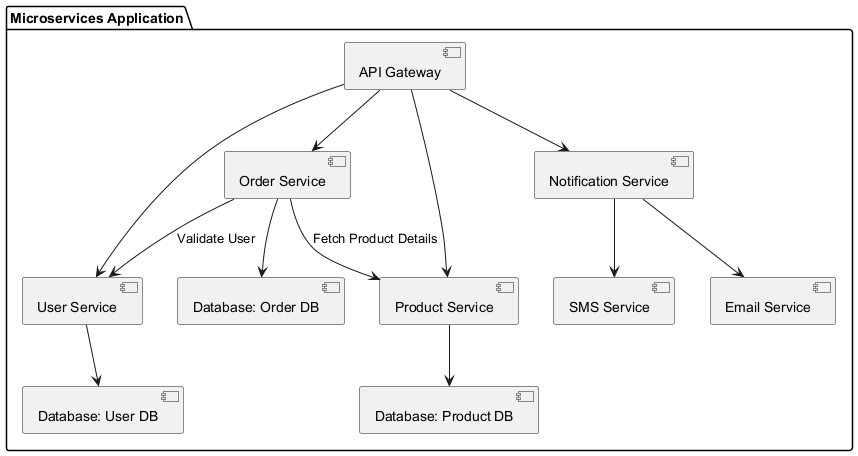 Microservices Application
API Gateway
Order Service
Notification Service
Validate User
Fetch Product Details
User Service
Database: Order DB
Product Service
SMS Service
Email Service
Database: User DB
Database: Product DB